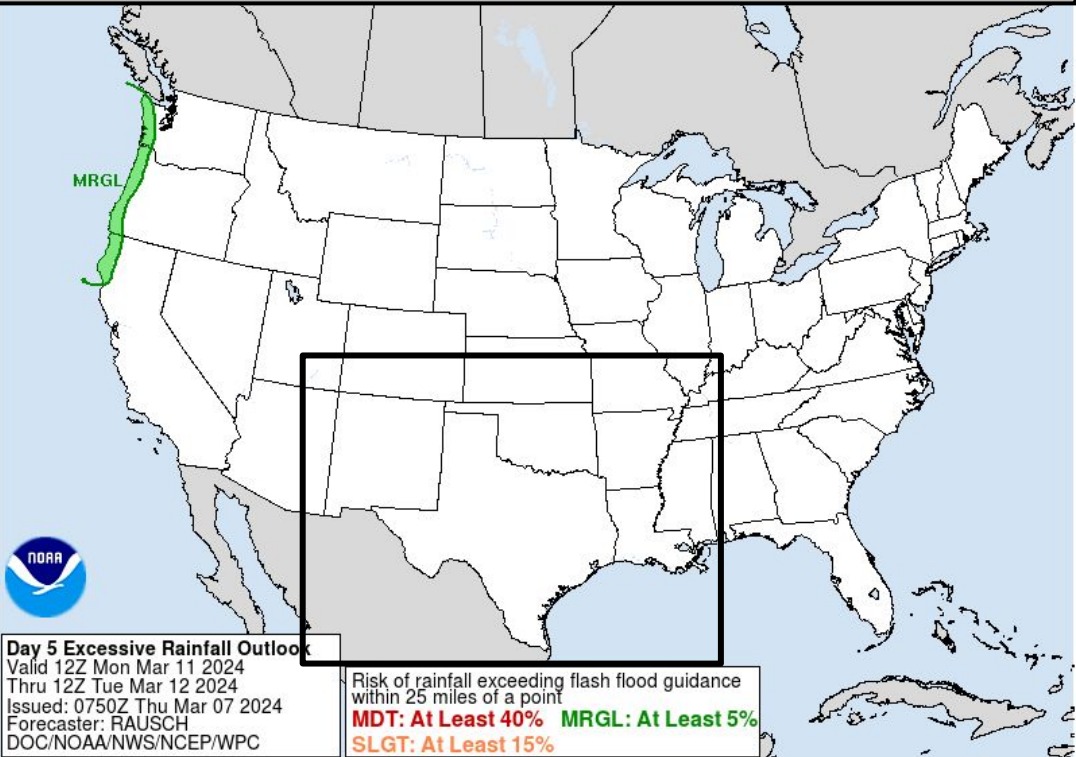 MRGL
NOAA
Day 5 Excessive Rainfall Outlook
Valid 12Z Mon Mar 11 2024
Thru 12Z Tue Mar 12 2024
Issued: 0750Z Thu Mar 07 2024
Forecaster: RAUSCH
DOC/NOAA/NWS/NCEP/WPC
Risk of rainfall exceeding flash flood guidance
within 25 miles of a point
MDT: At Least 40% MRGL: At Least 5%
SLGT: At Least 15%